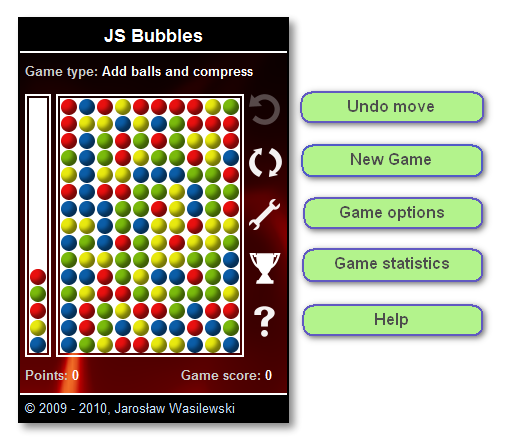 JS Bubbles
Game type: Add balls and compress
Undo move
New Game
Game options
Game statistics
?
Help
Points: 0
Game score: 0
© 2009 - 2010, Jarosław Wasilewski